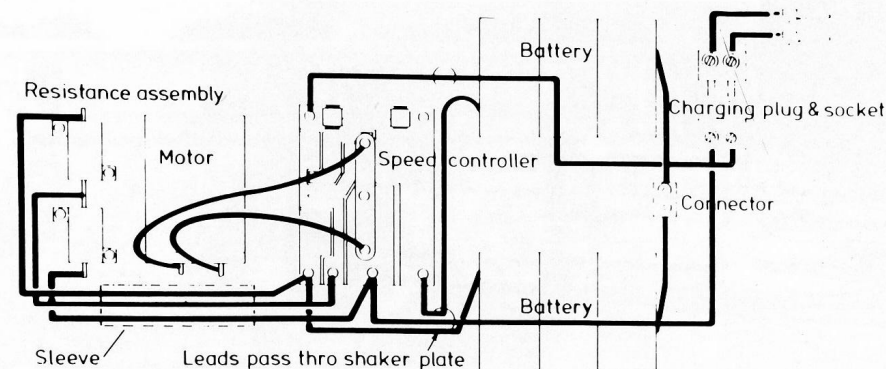 Battery
Resistance assembly
Charging plug & socket
Motor
Speed controller
Connector
Battery
Sleeve
Leads pass thro shaker plate